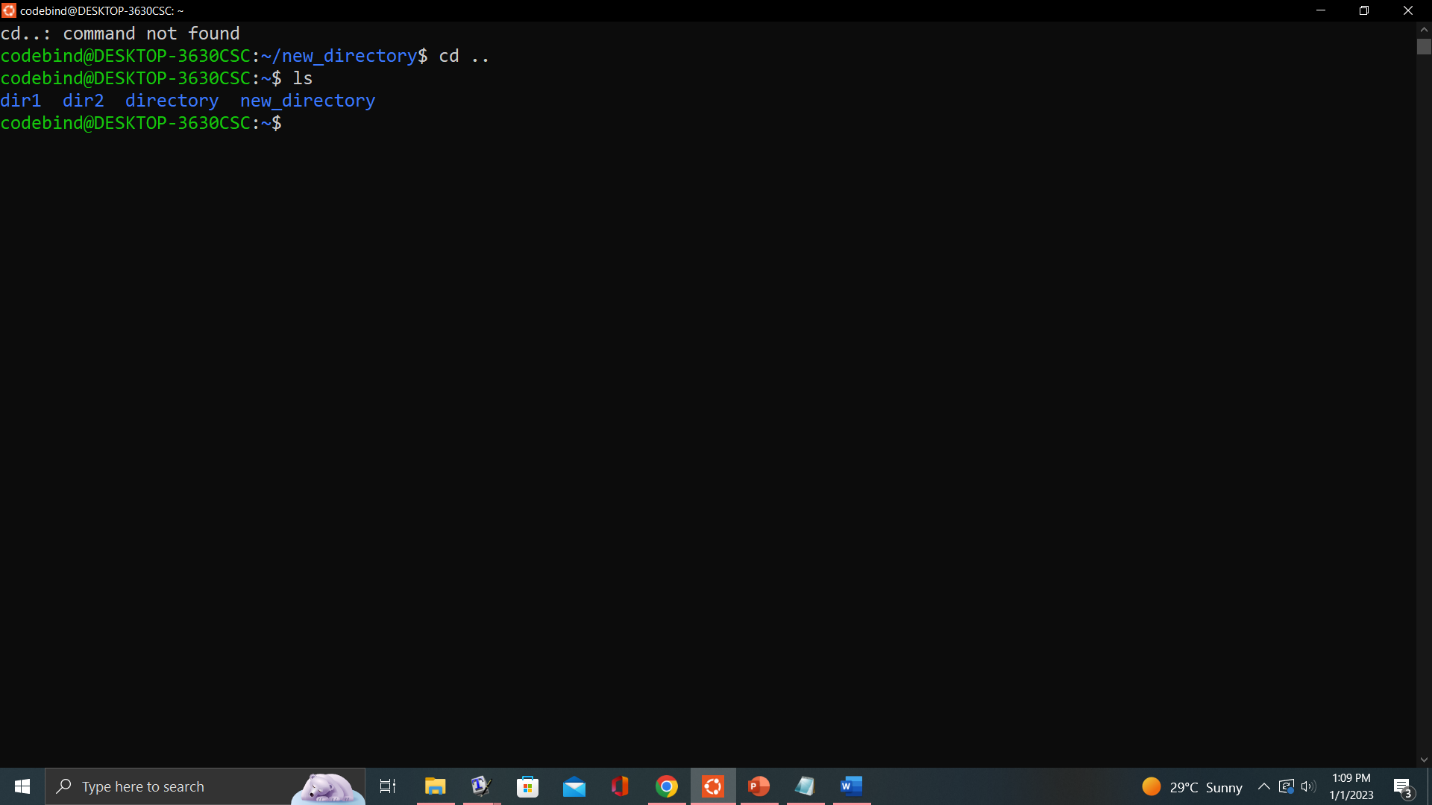 codebind@DESKTOP-3630CSC: ~
cd..: command not found
codebind@DESKTOP-3630CSC:~/new_directory$ cd ..
codebind@DESKTOP-3630CSC:~$ ls
dir1  dir2  directory  new_directory
codebind@DESKTOP-3630CSC:~$
Type here to search
29°C Sunny
1:09 PM
1/1/2023
3